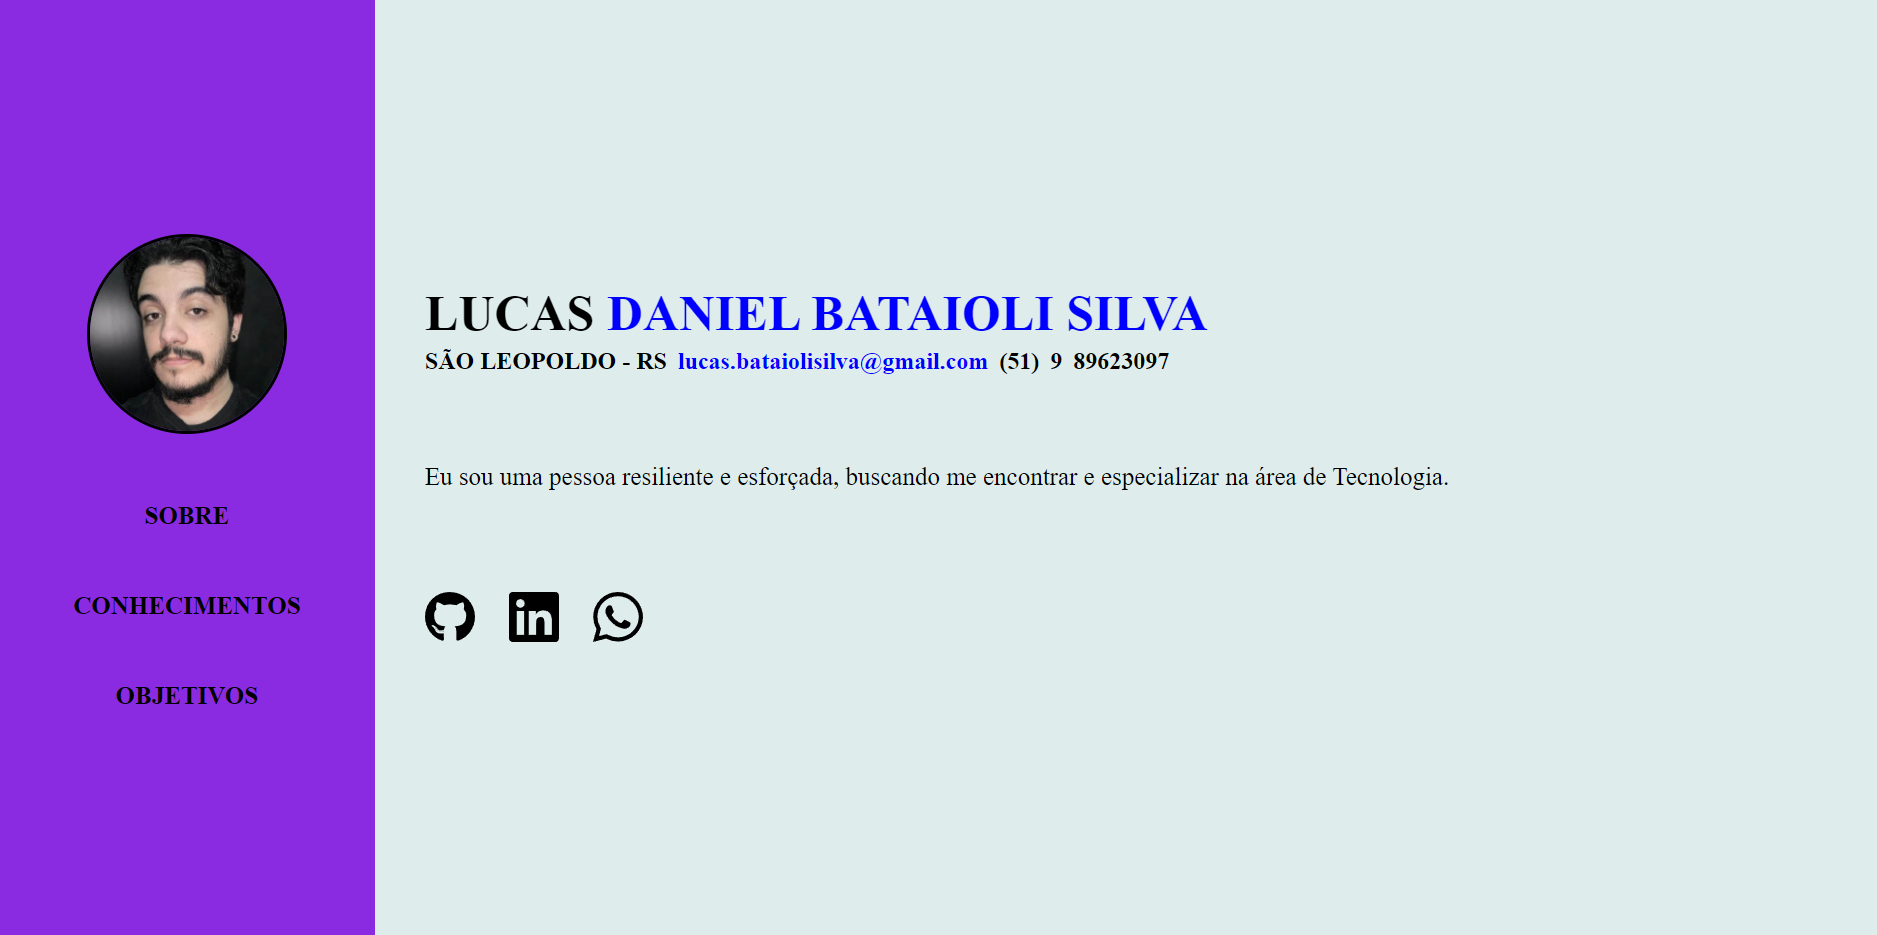 SOBRE
CONHECIMENTOS
OBJETIVOS
LUCAS DANIEL BATAIOLI SILVA
SÃO LEOPOLDO - RS lucas.bataiolisilva@gmail.com (51) 9 89623097
Eu sou uma pessoa resiliente e esforçada, buscando me encontrar e especializar na área de Tecnologia.
in